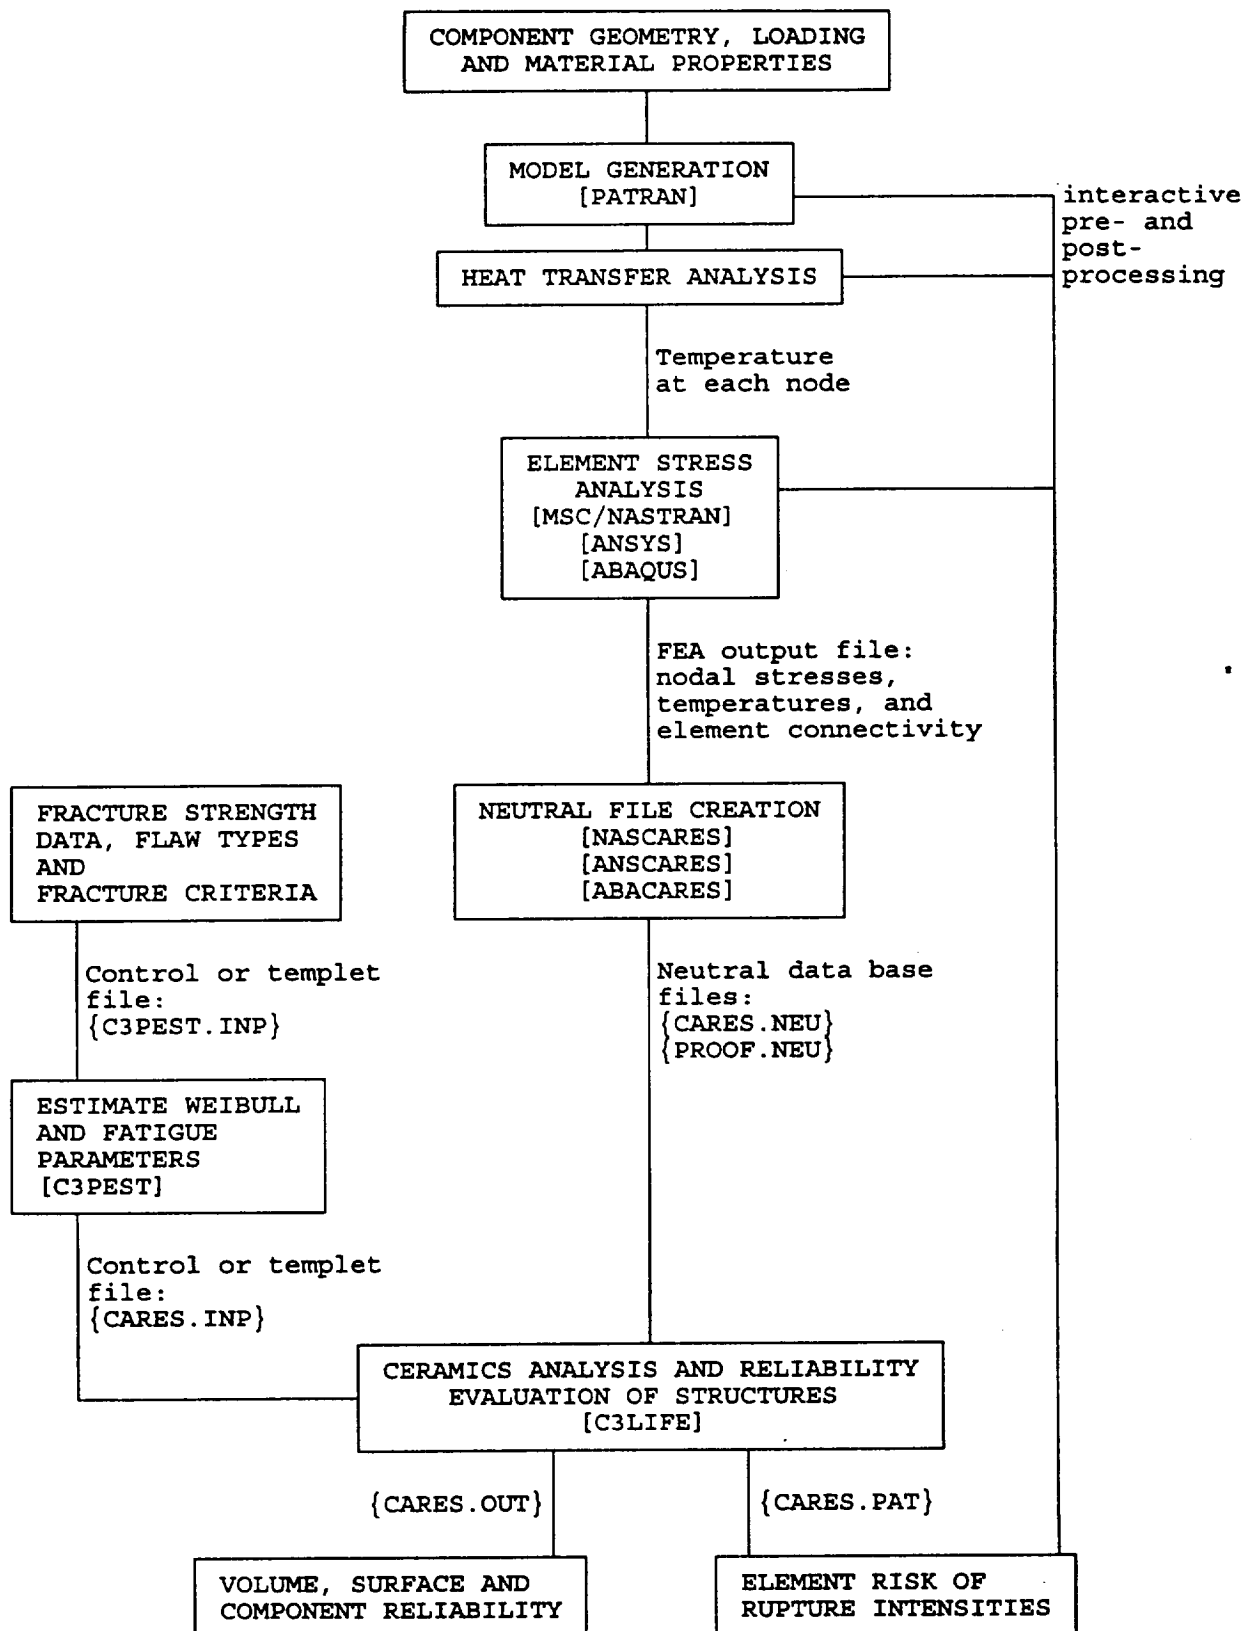 COMPONENT GEOMETRY, LOADING
AND MATERIAL PROPERTIES
MODEL GENERATION
[PATRAN]
interactive
pre- and
post-
processing
HEAT TRANSFER ANALYSIS
Temperature
at each node
ELEMENT STRESS
ANALYSIS
[MSC/NASTRAN]
[ANSYS]
[ABAQUS]
FEA output file:
nodal stresses,
temperatures, and
element connectivity
FRACTURE STRENGTH
DATA, FLAW TYPES
AND
FRACTURE CRITERIA
NEUTRAL FILE CREATION
[NASCARES]
[ANSCARES]
[ABACARES]
Control or templet
file:
{C3PEST.INP}
Neutral data base
files:
{CARES.NEU}
{PROOF.NEU}
ESTIMATE WEIBULL
AND FATIGUE
PARAMETERS
[C3PEST]
Control or templet
file:
{CARES.INP}
CERAMICS ANALYSIS AND RELIABILITY
EVALUATION OF STRUCTURES
[C3LIFE]
{CARES.OUT}
{CARES.PAT}
VOLUME, SURFACE AND
COMPONENT RELIABILITY
ELEMENT RISK OF
RUPTURE INTENSITIES